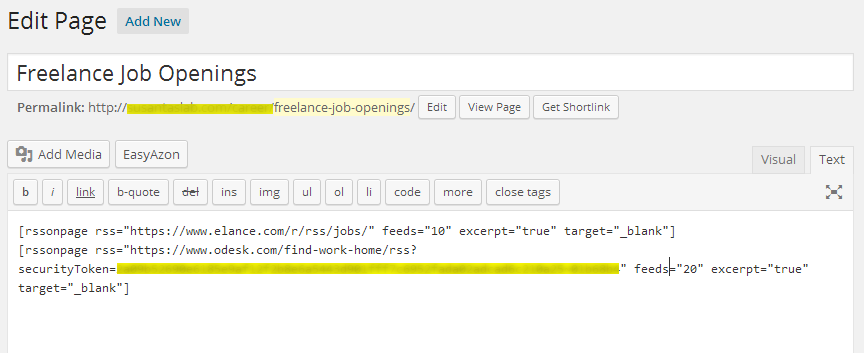 Edit Page Add New
Freelance Job Openings
Permalink: http:// /freelance-job-openings/ Edit View Page Get Shortlink
Add Media EasyAzon Visual Text
b i link b-quote del ins img ul ol li code more close tags
[rssonpage rss="https://www.elance.com/r/rss/jobs/" feeds="10" excerpt="true" target="_blank"]
[rssonpage rss="https://www.odesk.com/find-work-home/rss?
securityToken= " feeds="20" excerpt="true"
target="_blank"]